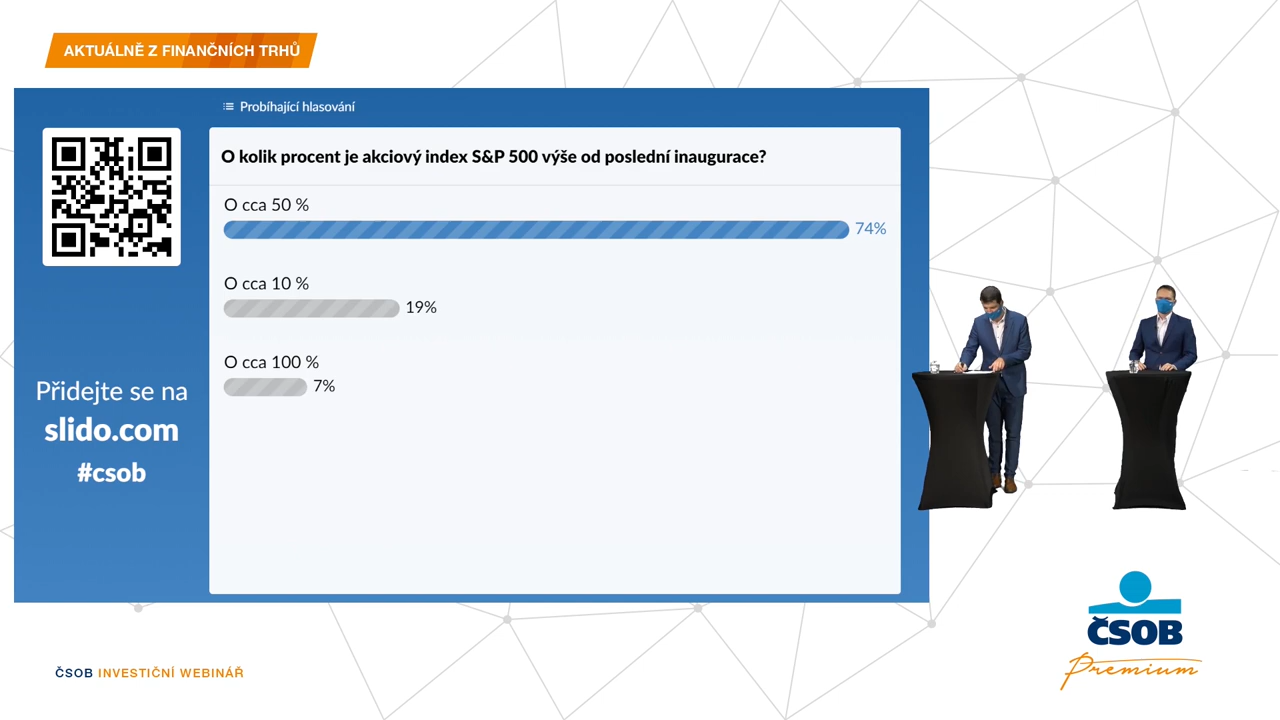 AKTUÁLNĚ Z FINANČNÍCH TRHŮ
Probíhající hlasování
O kolik procent je akciový index S&P 500 výše od poslední inaugurace?
O cca 50 %
74%
O cca 10 %
19%
O cca 100 %
7%
Přidejte se na
slido.com
#csob
ČSOB
Premium
ČSOB INVESTIČNÍ WEBINÁŘ